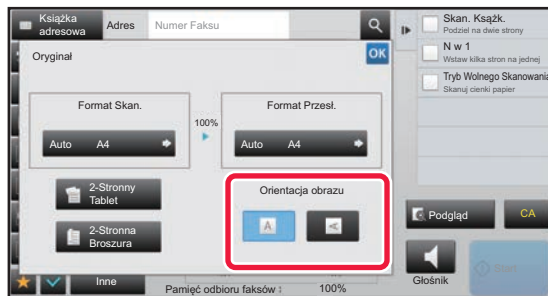 Książka
adresowa
Adres
Numer Faksu
Oryginał
OK
Format Skan.
100%
Format Przesł.
Auto A4
Auto A4
2-Stronny
Tablet
2-Stronna
Broszura
Orientacja obrazu
A
A
Skan. Ksążk.
Podziel na dwie strony
N w 1
Wstaw kilka stron na jednej
Tryb Wolnego Skanowania
Skanuj cienki papier
Podgląd
CA
Głośnik
Start
Inne
Pamięć odbioru faksów : 100%